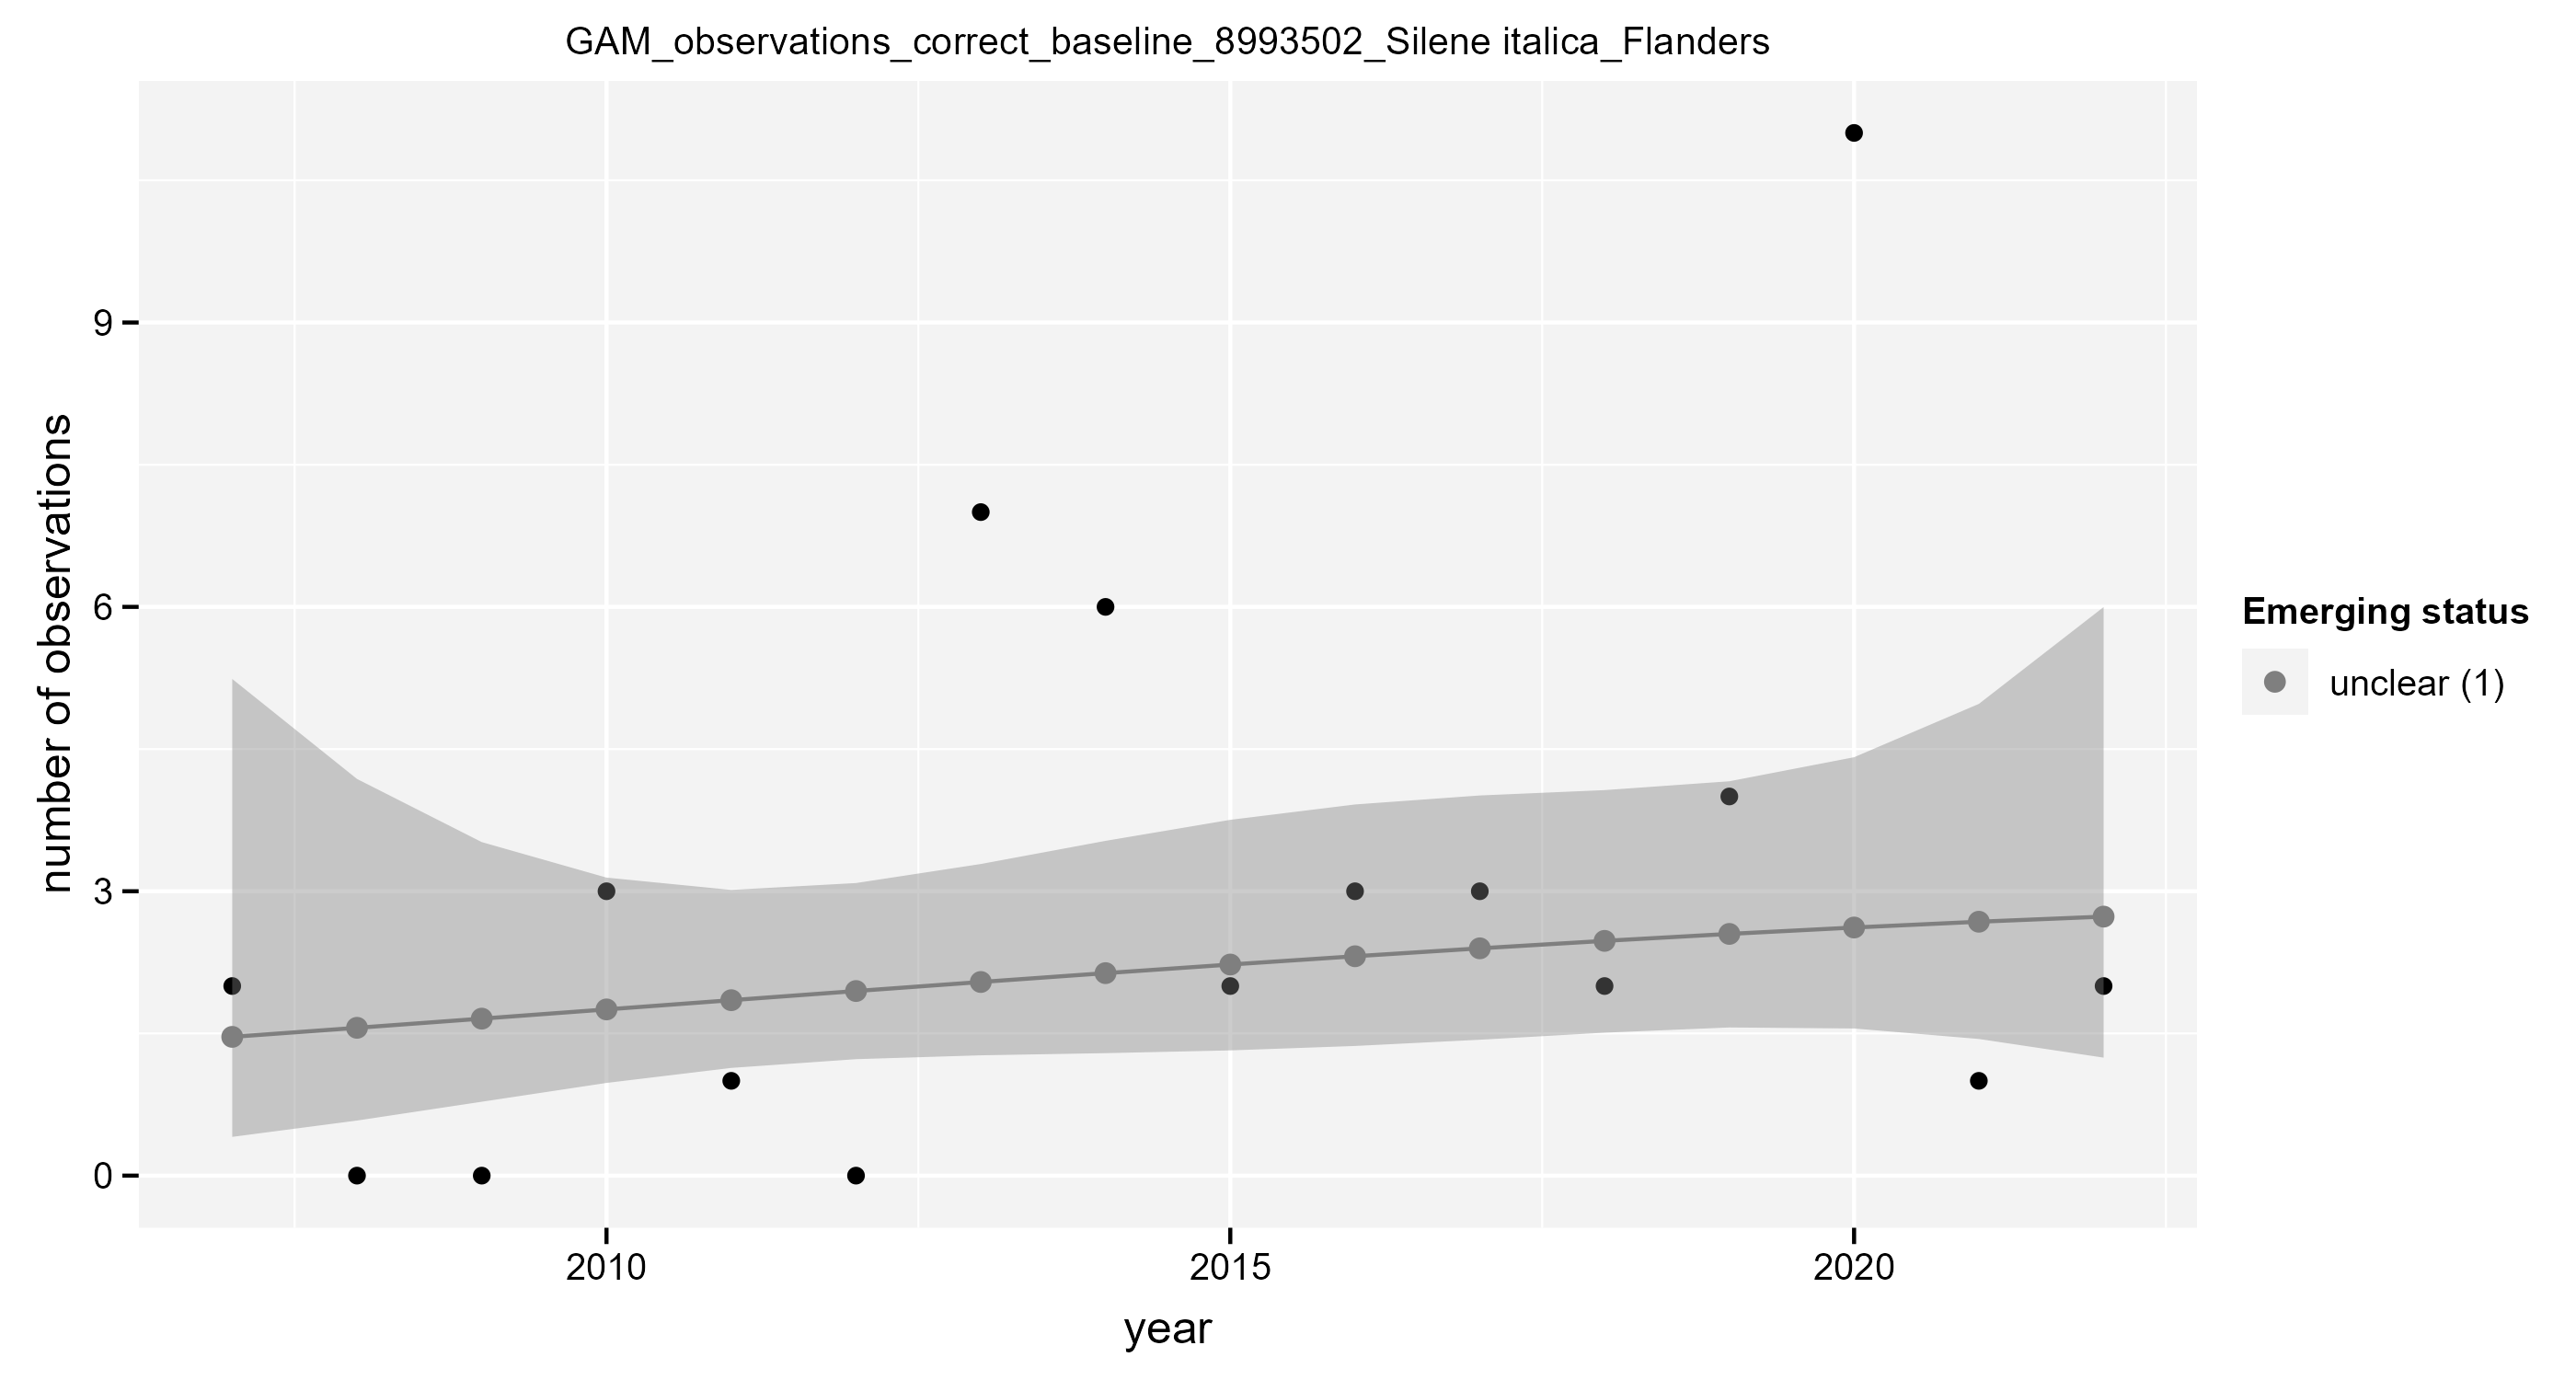 GAM_observations_correct_baseline_8993502_Silene italica_Flanders
number of observations
9
6
3
0
2010
2015
2020
year
Emerging status
unclear (1)